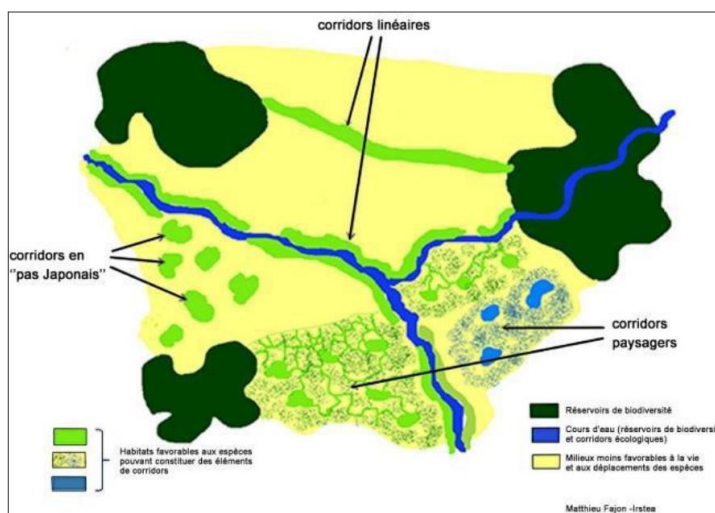 corridors linéaires
corridors en
"pas Japonais"
corridors
paysagers
Réservoirs de biodiversité
Cours d'eau (réservoirs de biodiversi
et corridors écologiques)
Milieux moins favorables à la vie
et aux déplacements des espèces
Habitats favorables aux espèces
pouvant constituer des éléments
de corridors
Matthieu Fajon -Irstea